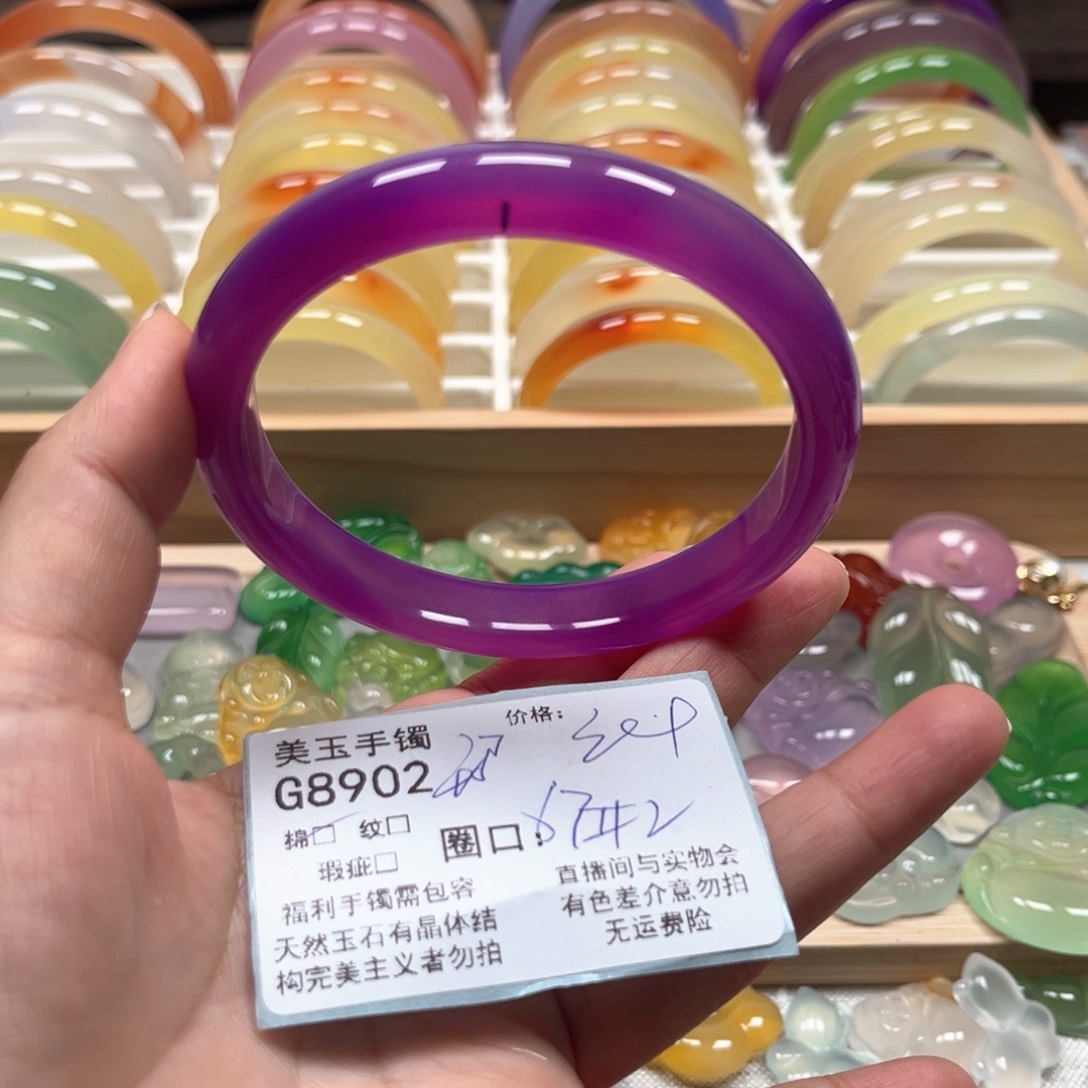 美玉手镯
价格:
G8902
棉□ 纹□
圈口:
瑕疵□
福利手镯需包容
天然玉石有晶体结
构完美主义者勿拍
直播间与实物会
有色差介意勿拍
无运费险